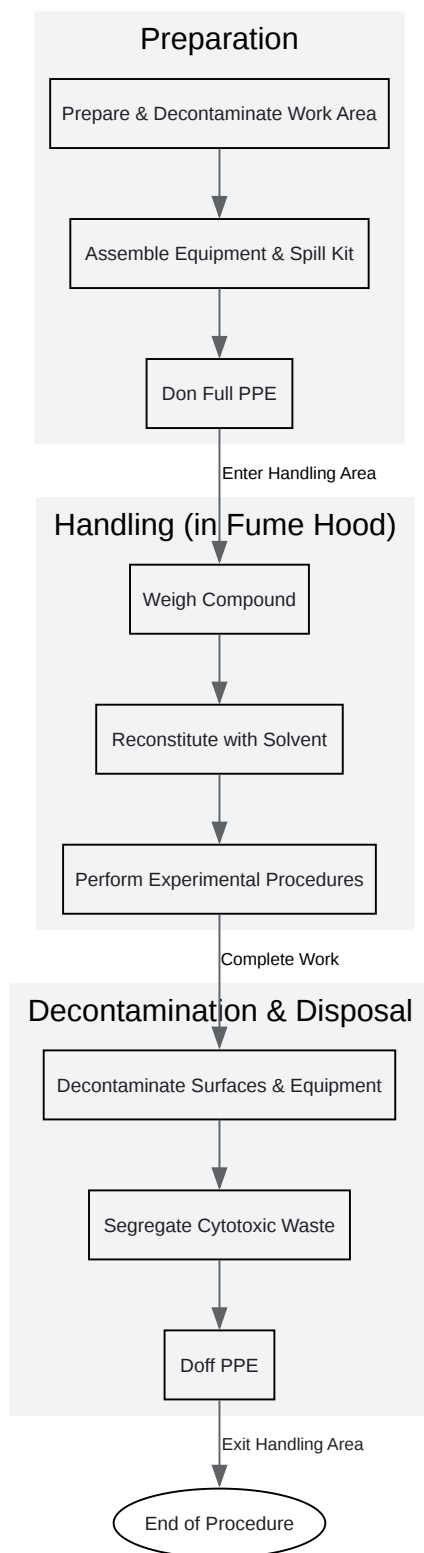 Preparation
Prepare & Decontaminate Work Area
Assemble Equipment & Spill Kit
Don Full PPE
Enter Handling Area
Handling (in Fume Hood)
Weigh Compound
Reconstitute with Solvent
Perform Experimental Procedures
Complete Work
Decontamination & Disposal
Decontaminate Surfaces & Equipment
Segregate Cytotoxic Waste
Doff PPE
Exit Handling Area
End of Procedure